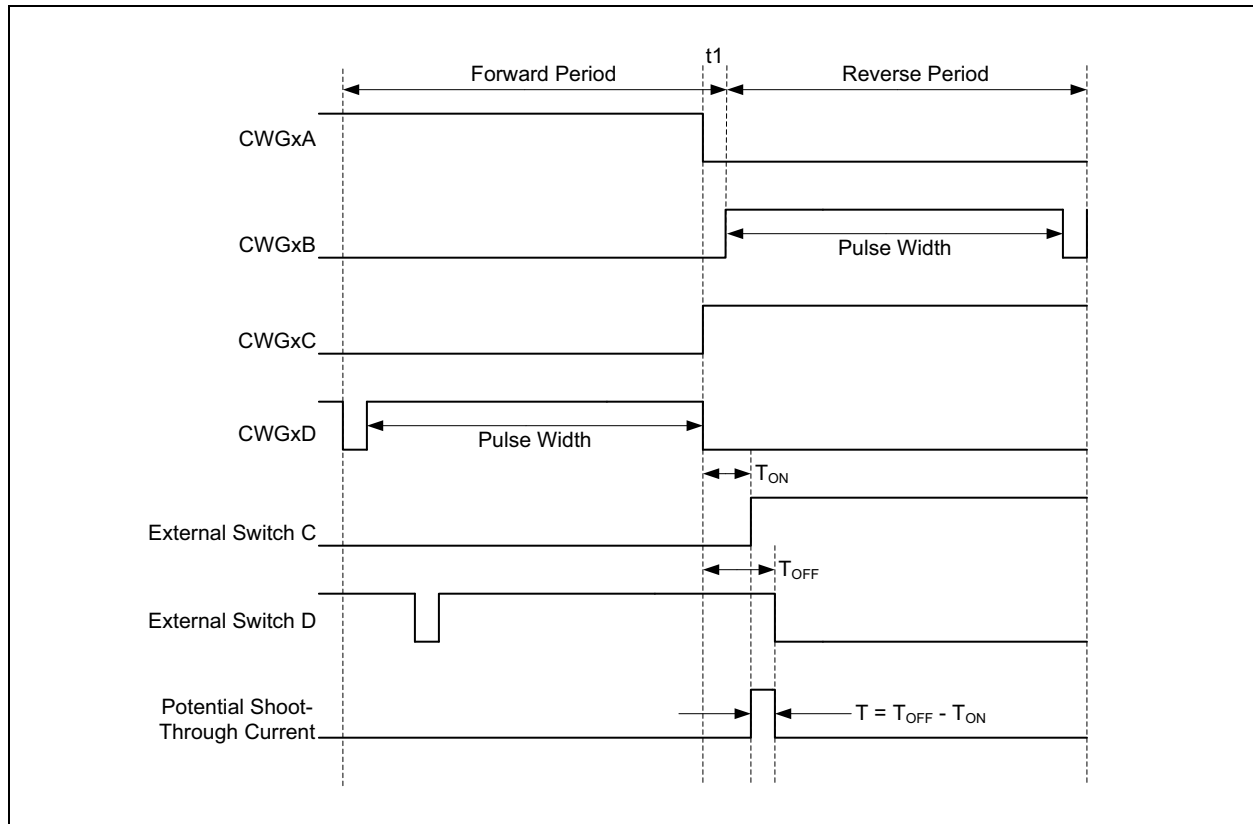 t1
Forward Period
Reverse Period
CWGxA
CWGxB
Pulse Width
CWGxC
CWGxD
Pulse Width
TON
External Switch C
TOFF
External Switch D
Potential Shoot-
Through Current
T = TOFF - TON